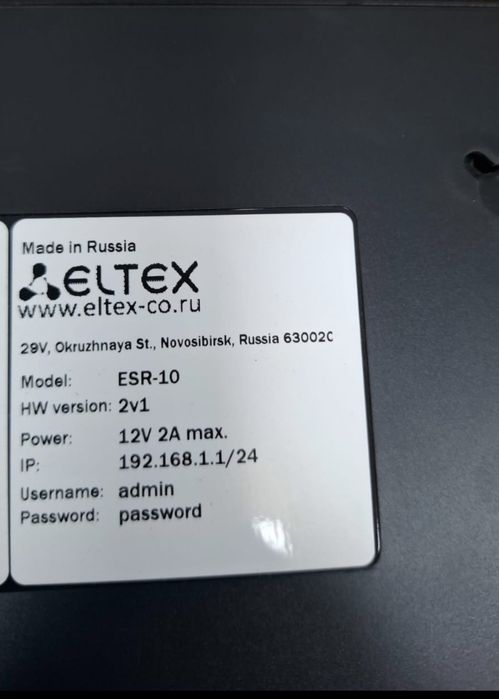 Made in Russia
ELTEX
www.eltex-co.ru
29V, Okruzhnaya St., Novosibirsk, Russia 63002C
Model: ESR-10
HW version: 2v1
Power: 12V 2A max.
IP: 192.168.1.1/24
Username: admin
Password: password